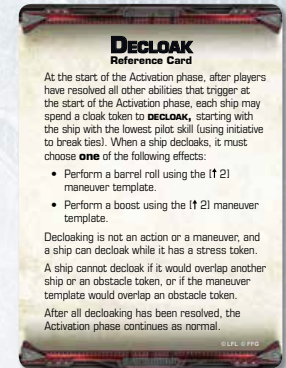 DECLOAK
Reference Card
At the start of the Activation phase, after players
have resolved all other abilities that trigger at
the start of the Activation phase, each ship may
spend a cloak token to DECLOAK, starting with
the ship with the lowest pilot skill (using initiative
to break ties). When a ship decloaks, it must
choose one of the following effects:
• Perform a barrel roll using the (↑ 2)
maneuver template.
• Perform a boost using the (↑ 2) maneuver
template.
Decloaking is not an action or a maneuver, and
a ship can decloak while it has a stress token.
A ship cannot decloak if it would overlap another
ship or an obstacle token, or if the maneuver
template would overlap an obstacle token.
After all decloaking has been resolved, the
Activation phase continues as normal.
© LFL © FFG